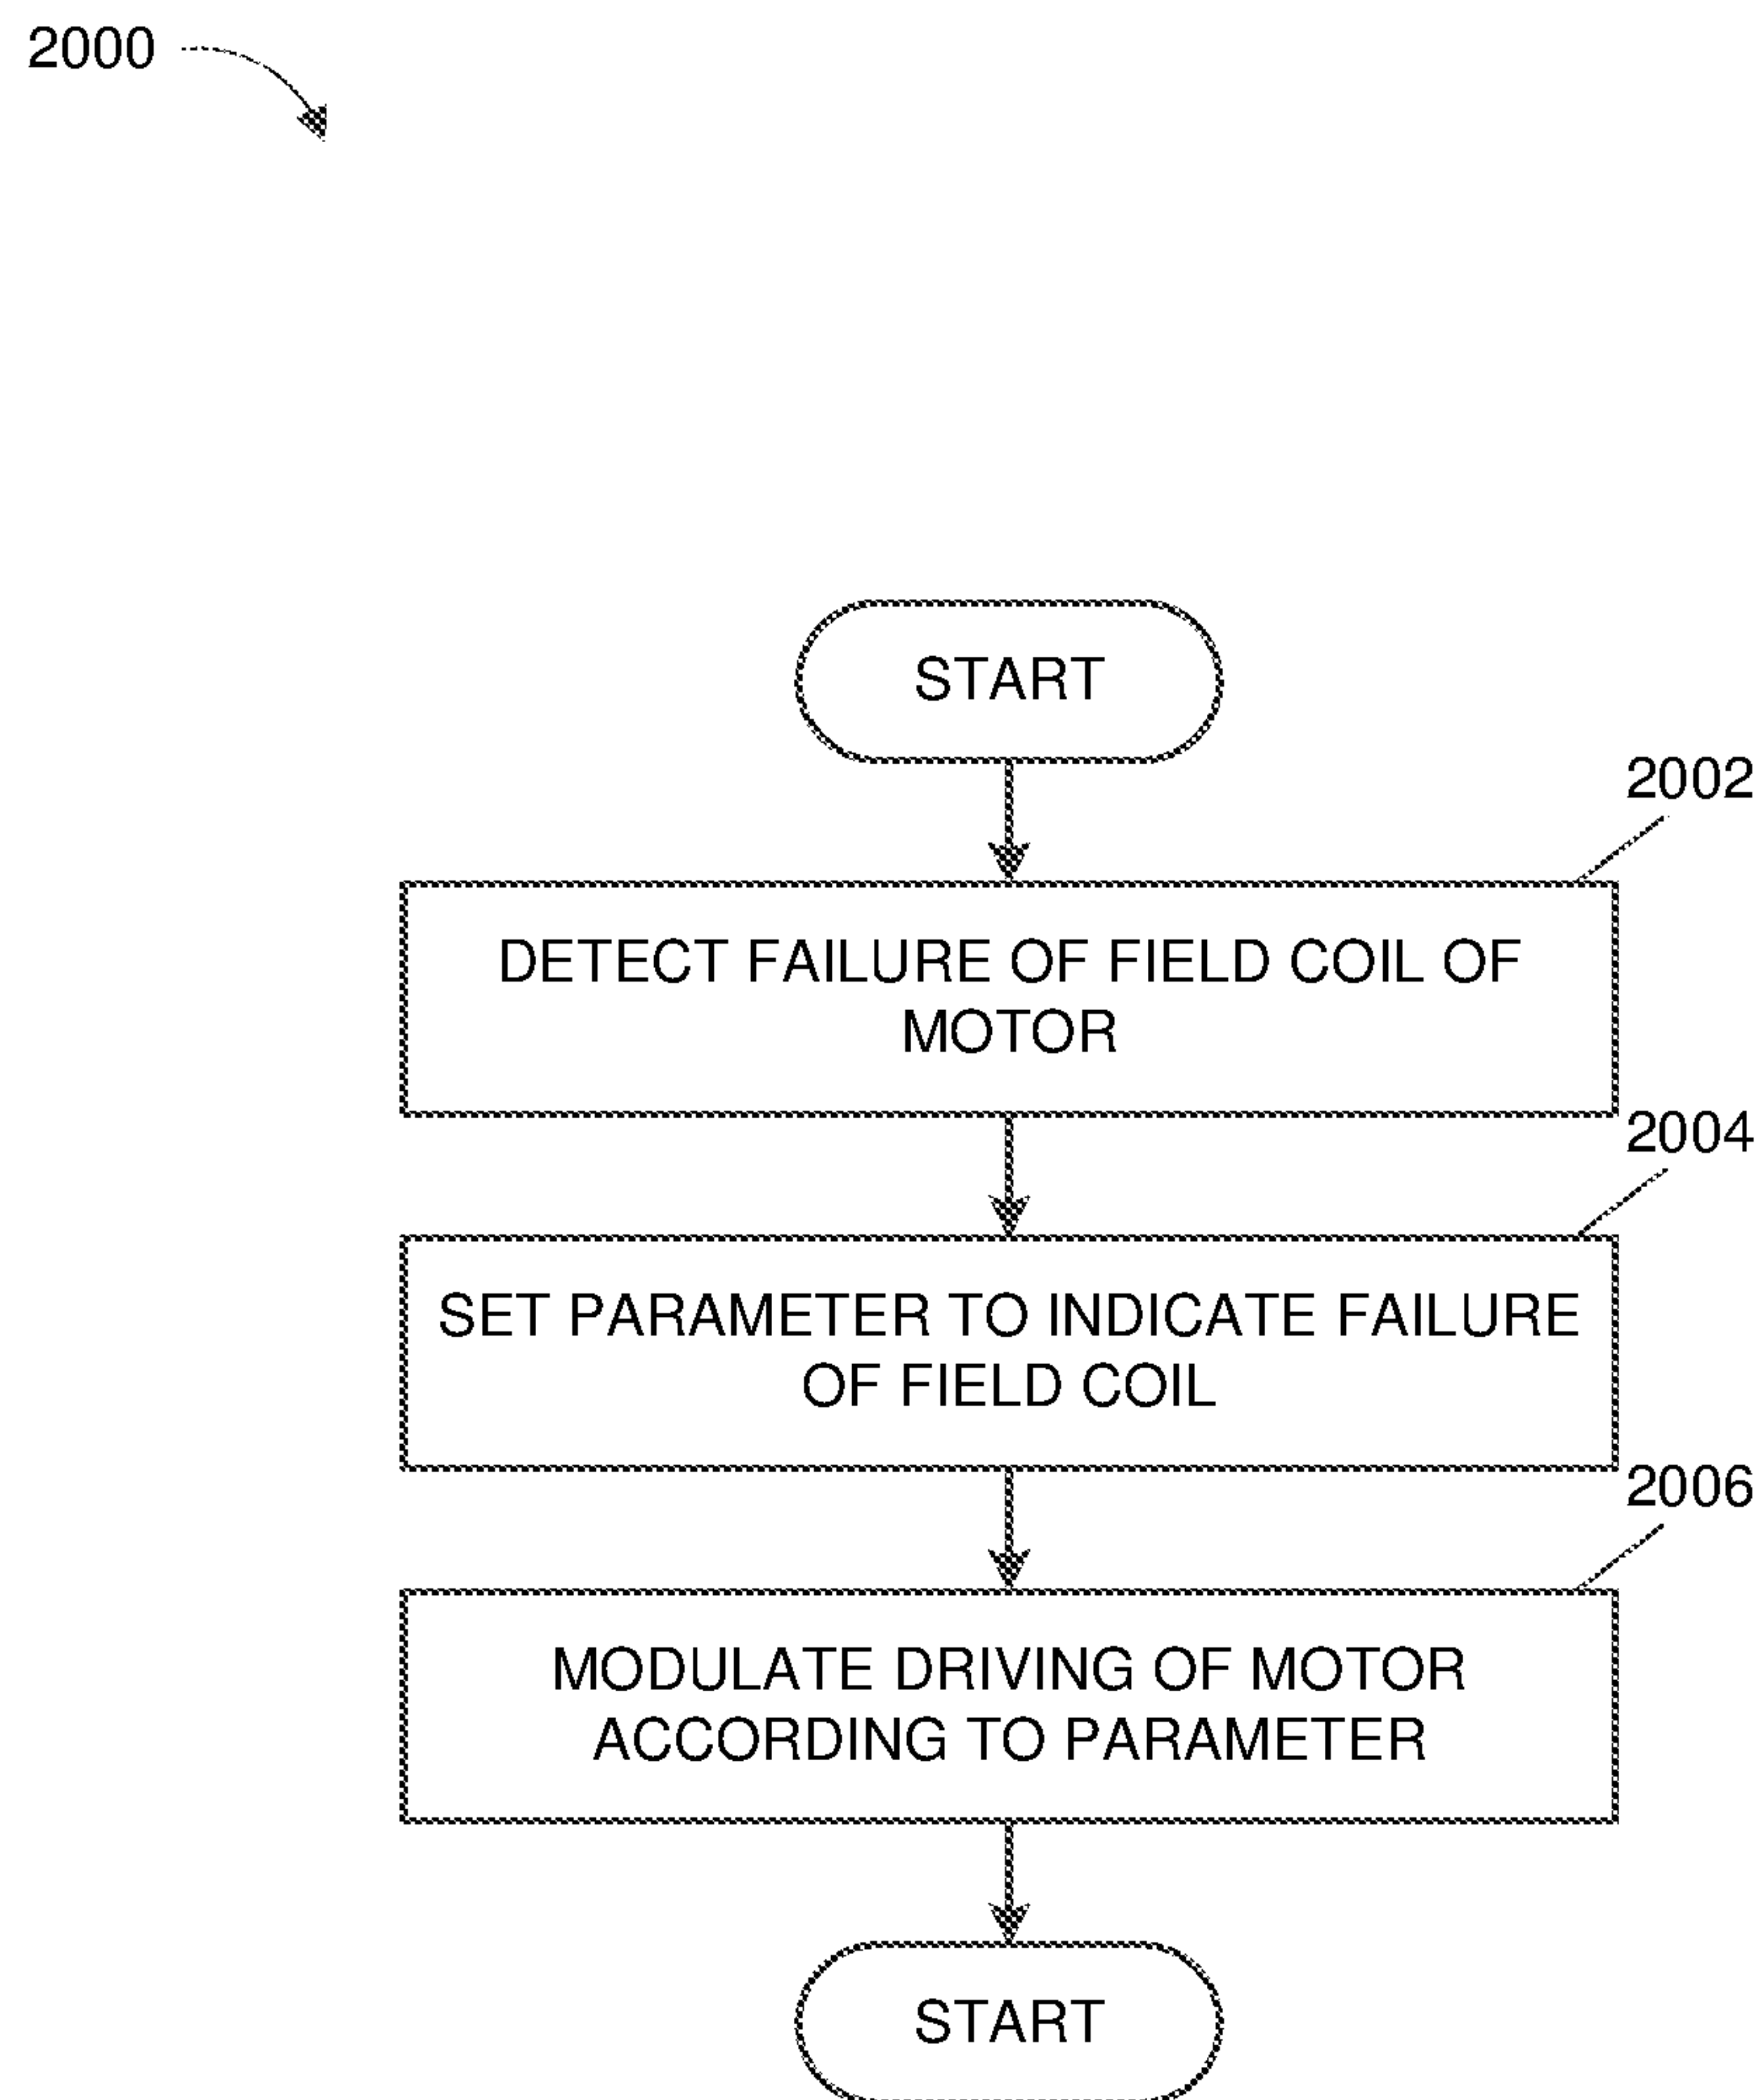 2000
START
2002
DETECT FAILURE OF FIELD COIL OF
MOTOR
2004
SET PARAMETER TO INDICATE FAILURE
OF FIELD COIL
2006
MODULATE DRIVING OF MOTOR
ACCORDING TO PARAMETER
START